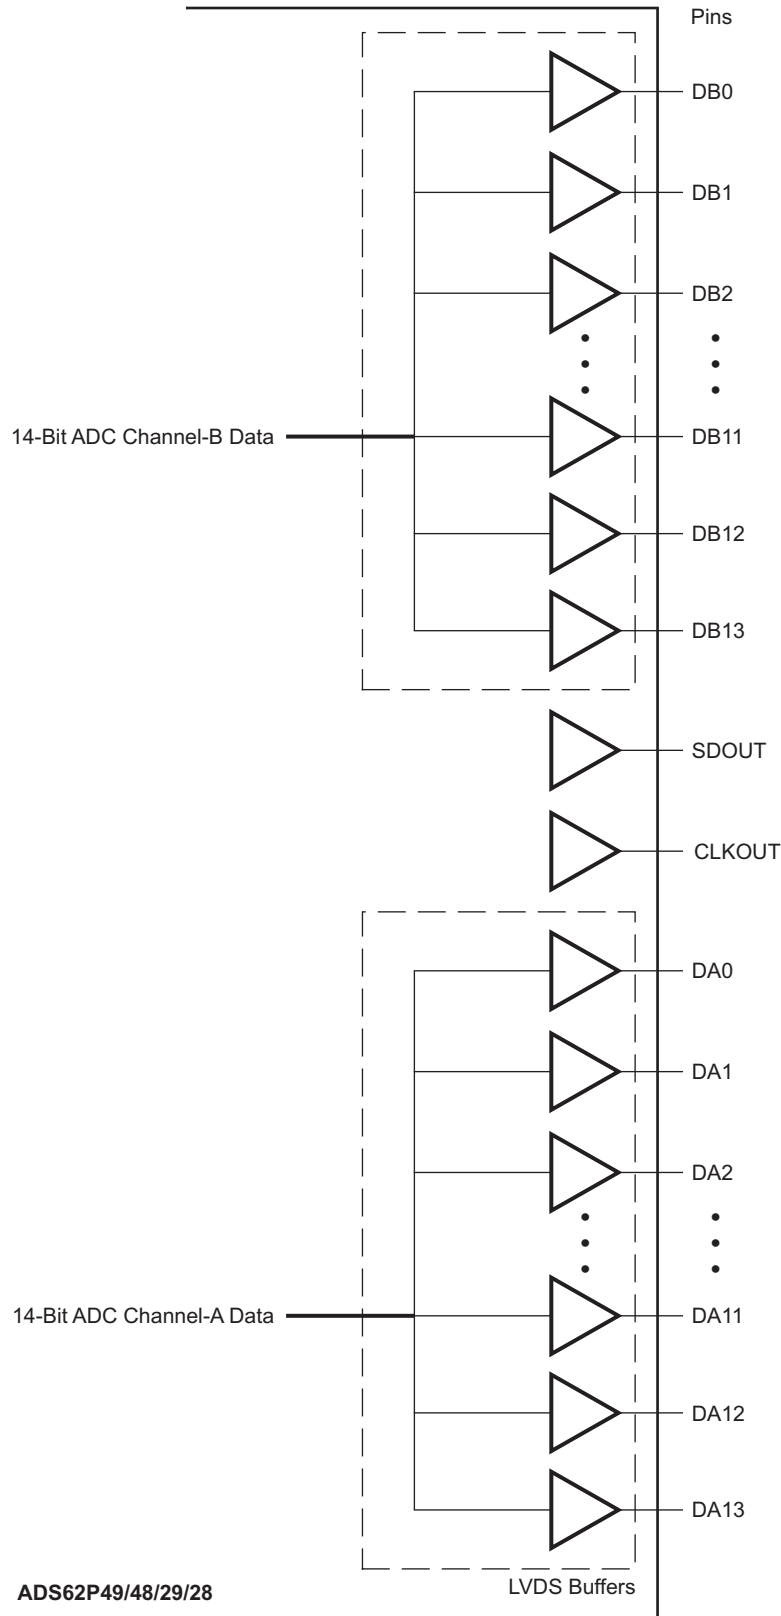 Pins
DB0
DB1
DB2
14-Bit ADC Channel-B Data
DB11
DB12
DB13
SDOUT
CLKOUT
DA0
DA1
DA2
14-Bit ADC Channel-A Data
DA11
DA12
DA13
LVDS Buffers
ADS62P49/48/29/28